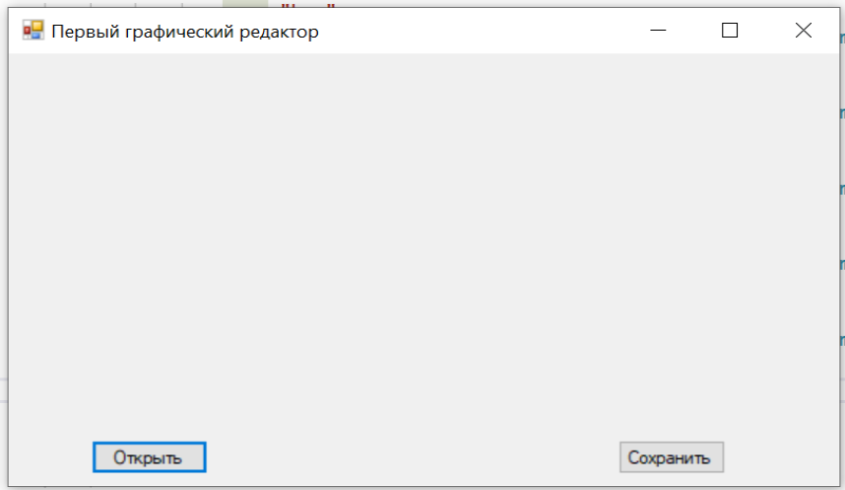 Первый графический редактор
Открыть
Сохранить